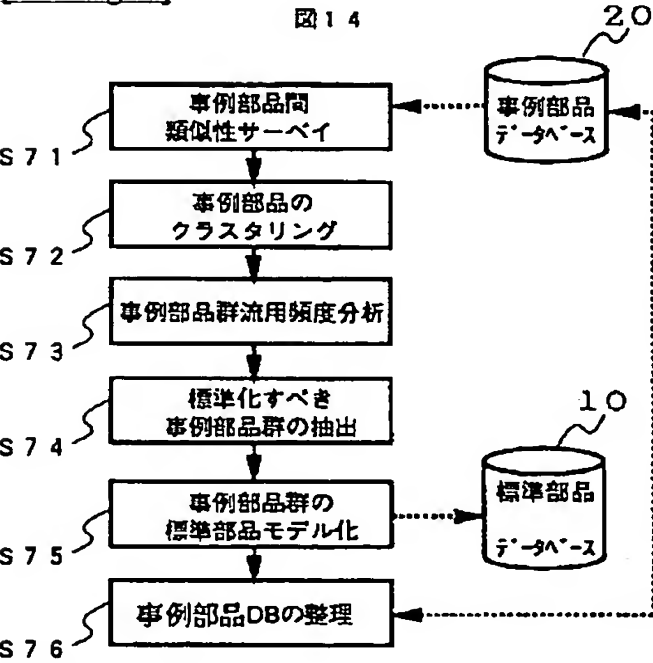 図14
20
事例部品間
類似性サーベイ
S71
事例部品
データベース
事例部品の
クラスタリング
S72
事例部品群流用頻度分析
S73
標準化すべき
事例部品群の抽出
S74
10
事例部品群の
標準部品モデル化
S75
標準部品
データベース
事例部品DBの整理
S76